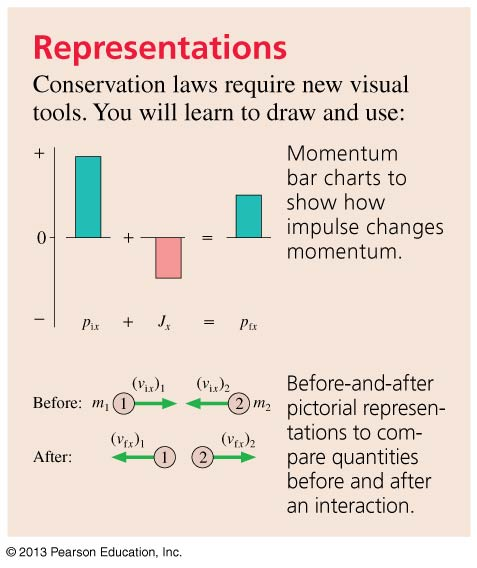 Representations
Conservation laws require new visual
tools. You will learn to draw and use:
+
0
−
+
=
pix + Jx = pfx
Momentum
bar charts to
show how
impulse changes
momentum.
(vix)1 (vix)2
Before: m1 1 2 m2
(vfx)1 (vfx)2
After: 1 2
Before-and-after
pictorial represen-
tations to com-
pare quantities
before and after
an interaction.
© 2013 Pearson Education, Inc.